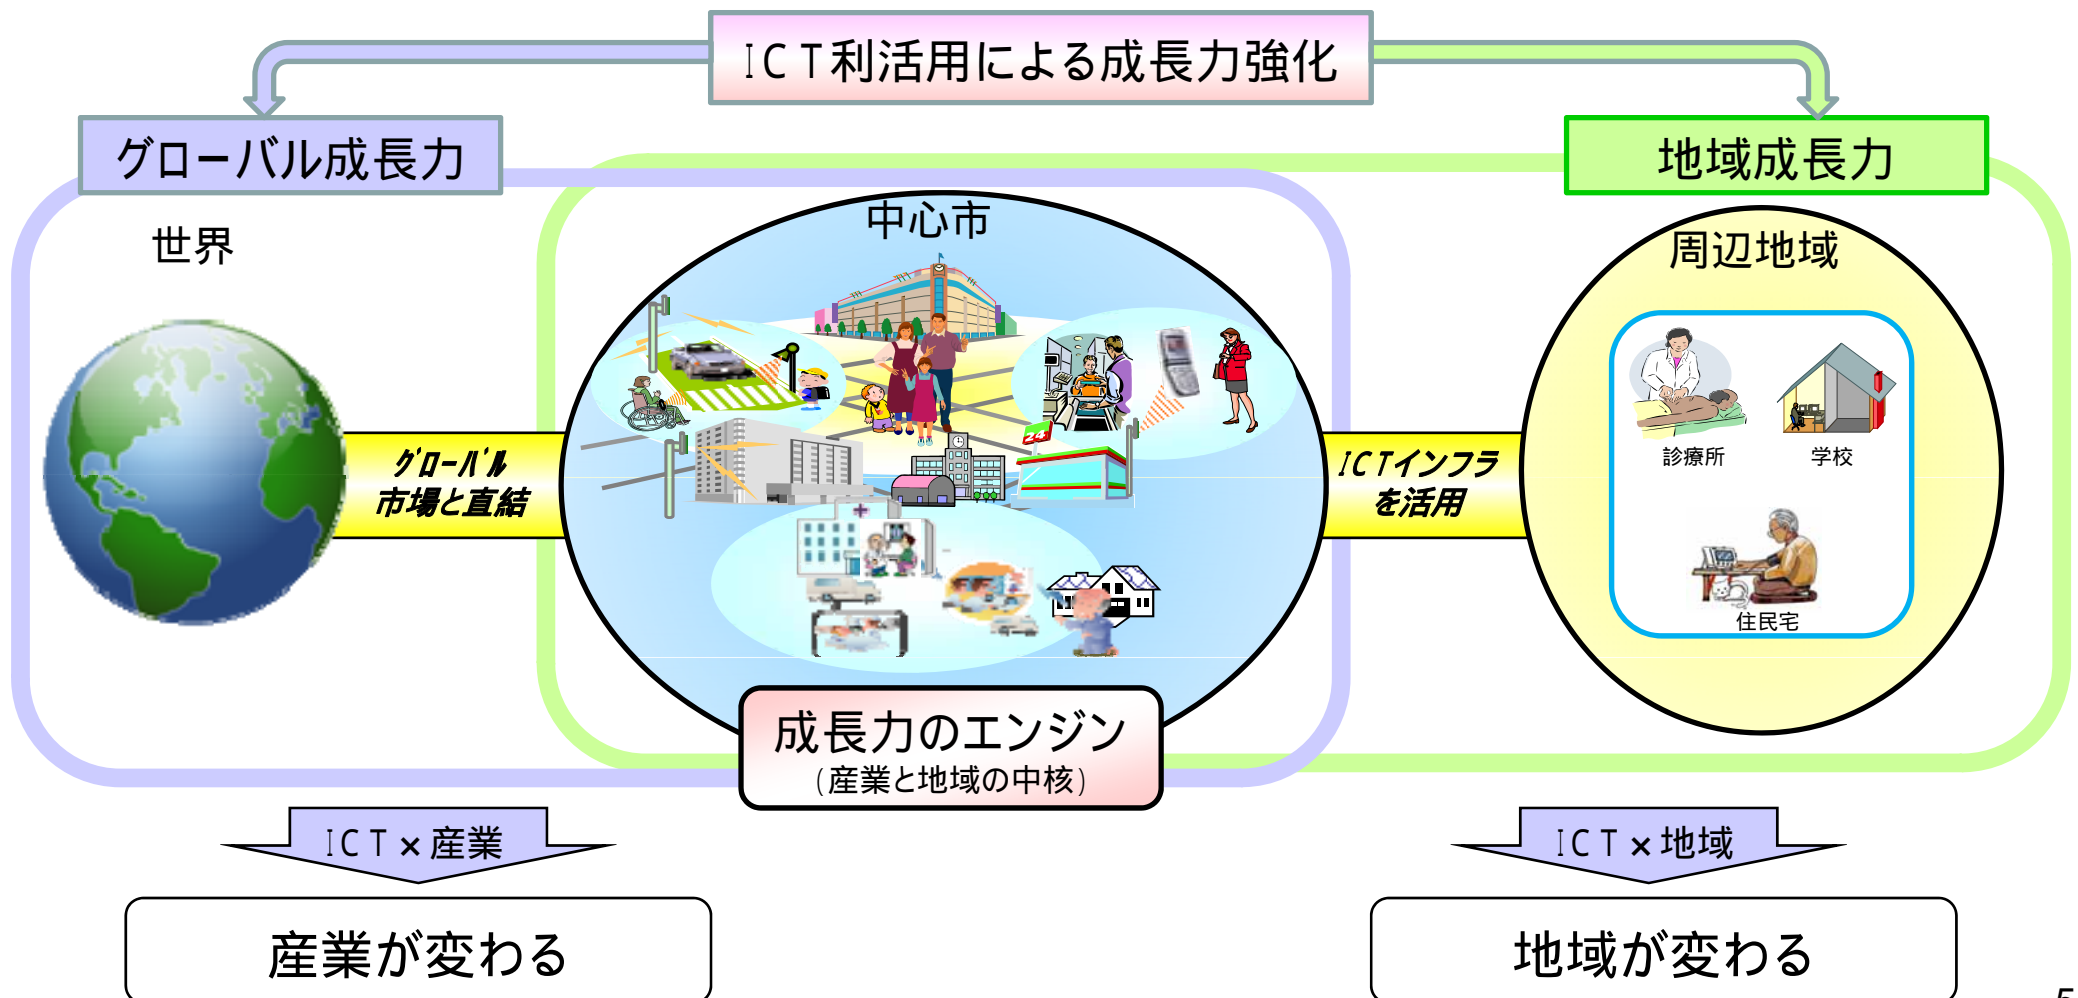 ICT利活用による成長力強化
グローバル成長力
地域成長力
世界
中心市
周辺地域
グローバル
市場と直結
ICTインフラ
を活用
24
診療所
学校
住民宅
成長力のエンジン
(産業と地域の中核)
ICT×産業
ICT×地域
産業が変わる
地域が変わる